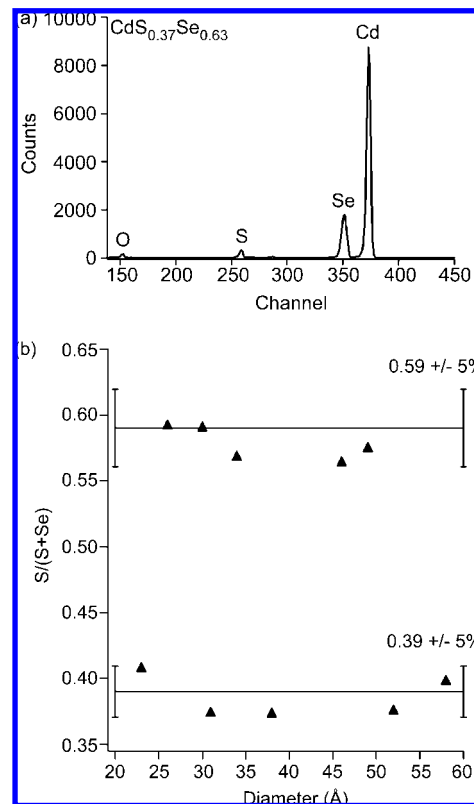 (a)
CdS0.37Se0.63
10000
8000
6000
4000
2000
0
Counts
O
S
Se
Cd
150 200 250 300 350 400 450
Channel
(b)
0.65
0.60
0.55
0.50
0.45
0.40
0.35
S/(S+Se)
0.59 +/- 5%
0.39 +/- 5%
20 25 30 35 40 45 50 55 60
Diameter (Å)